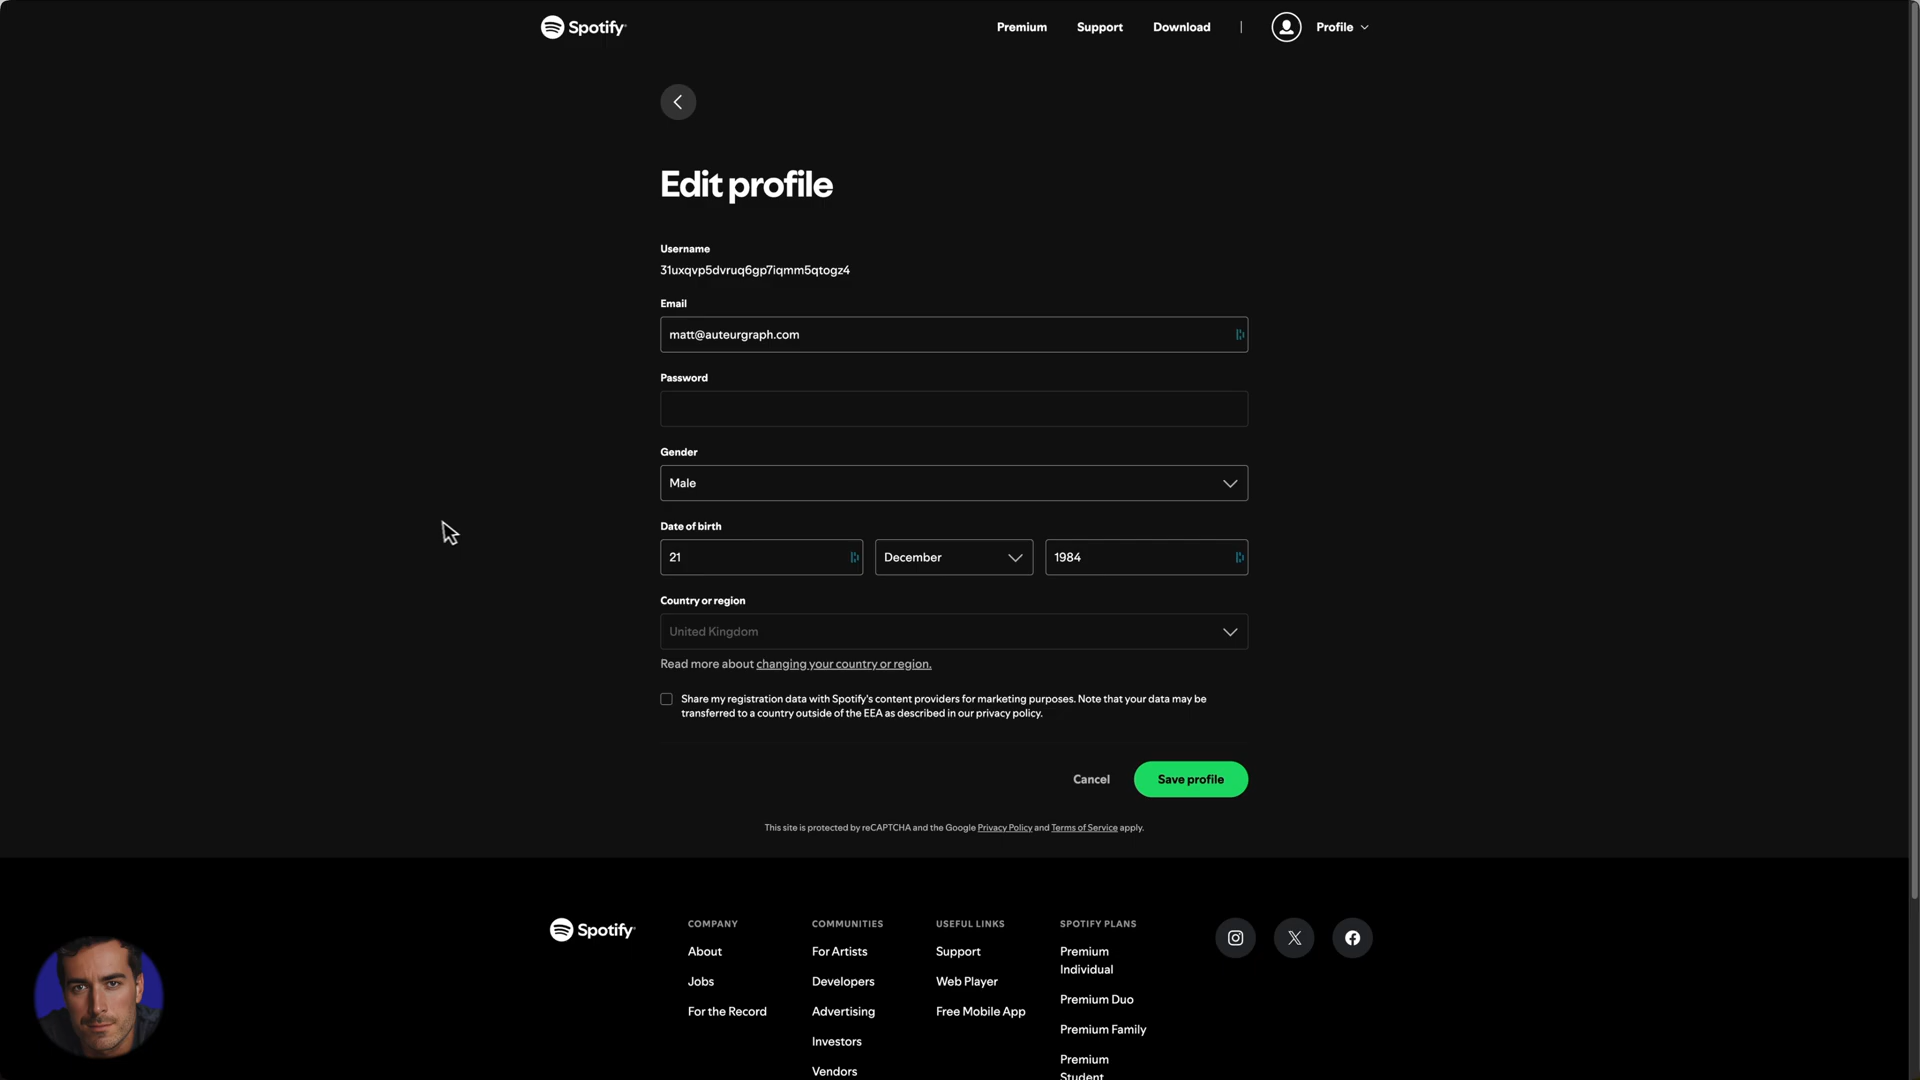 Spotify
Premium
Support
Download
|
Profile
Edit profile
Username
31uxqvp5dvruq6gp7iqmm5qtogz4
Email
matt@auteurgraph.com
Password
Gender
Male
Date of birth
21
December
1984
Country or region
United Kingdom
Read more about changing your country or region.
Share my registration data with Spotify's content providers for marketing purposes. Note that your data may be
transferred to a country outside of the EEA as described in our privacy policy.
Cancel
Save profile
This site is protected by reCAPTCHA and the Google Privacy Policy and Terms of Service apply.
Spotify
COMPANY
About
Jobs
For the Record
COMMUNITIES
For Artists
Developers
Advertising
Investors
Vendors
USEFUL LINKS
Support
Web Player
Free Mobile App
SPOTIFY PLANS
Premium
Individual
Premium Duo
Premium Family
Premium
Student